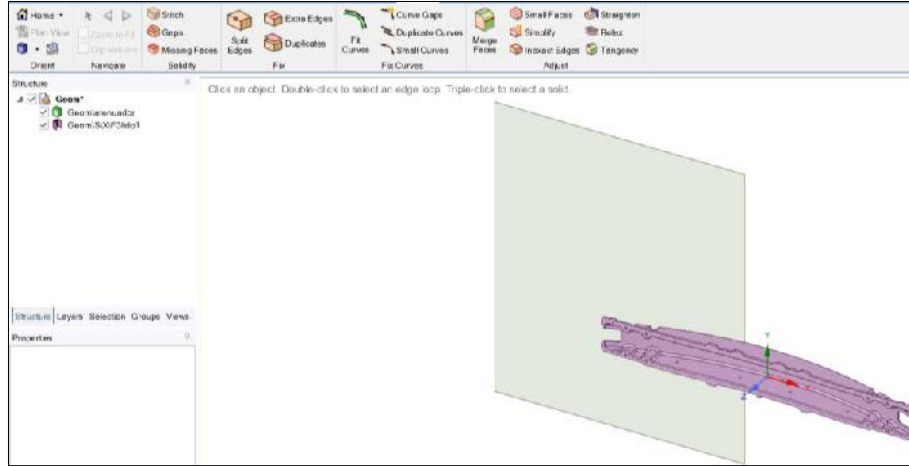 Home
Plan View
Orient
Navigate
Stitch
Gaps
Missing Faces
Solidify
Split Edges
Extra Edges
Duplicates
Fix
Fit Curves
Curve Gaps
Duplicate Curves
Small Curves
Fix Curves
Merge Faces
Small Faces
Simplify
Inexact Edges
Straighten
Relax
Tangency
Adjust
Structure
Click an object. Double-click to select an edge loop. Triple-click to select a solid.
Geom*
Structure Layers Selection Groups Views
Properties
Y
X
Z